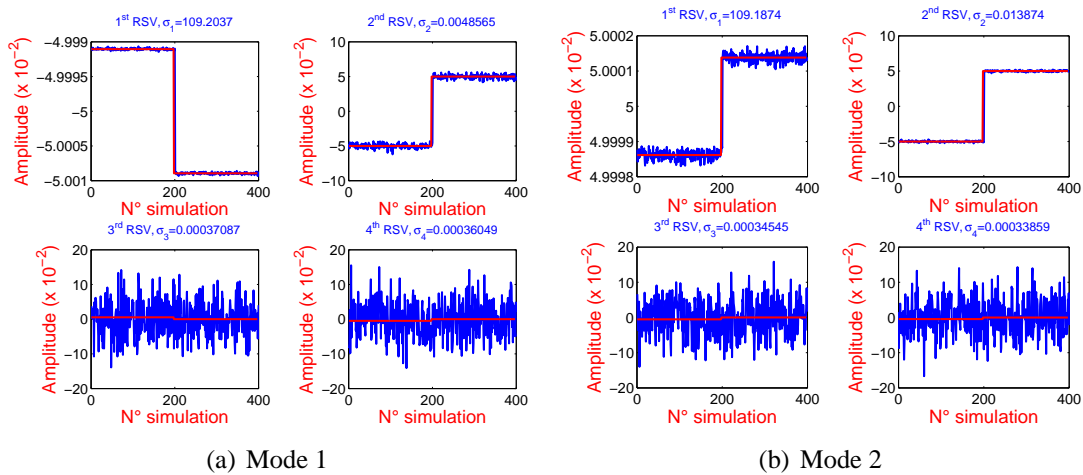 1st RSV, σ1=109.2037
Amplitude (x 10−2)
−4.999
−4.9995
−5
−5.0005
−5.001
0 200 400
N° simulation
2nd RSV, σ2=0.0048565
Amplitude (x 10−2)
10
5
0
−5
−10
0 200 400
N° simulation
3rd RSV, σ3=0.00037087
Amplitude (x 10−2)
20
10
0
−10
−20
0 200 400
N° simulation
4th RSV, σ4=0.00036049
Amplitude (x 10−2)
20
10
0
−10
−20
0 200 400
N° simulation
(a) Mode 1
1st RSV, σ1=109.1874
Amplitude (x 10−2)
5.0002
5.0001
5
4.9999
4.9998
0 200 400
N° simulation
2nd RSV, σ2=0.013874
Amplitude (x 10−2)
10
5
0
−5
−10
0 200 400
N° simulation
3rd RSV, σ3=0.00034545
Amplitude (x 10−2)
20
10
0
−10
−20
0 200 400
N° simulation
4th RSV, σ4=0.00033859
Amplitude (x 10−2)
20
10
0
−10
−20
0 200 400
N° simulation
(b) Mode 2